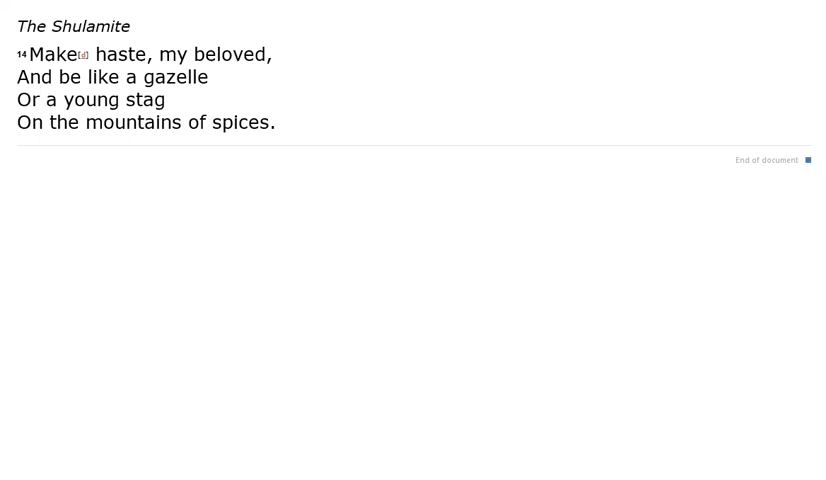 The Shulamite
14 Make[d] haste, my beloved,
And be like a gazelle
Or a young stag
On the mountains of spices.
End of document